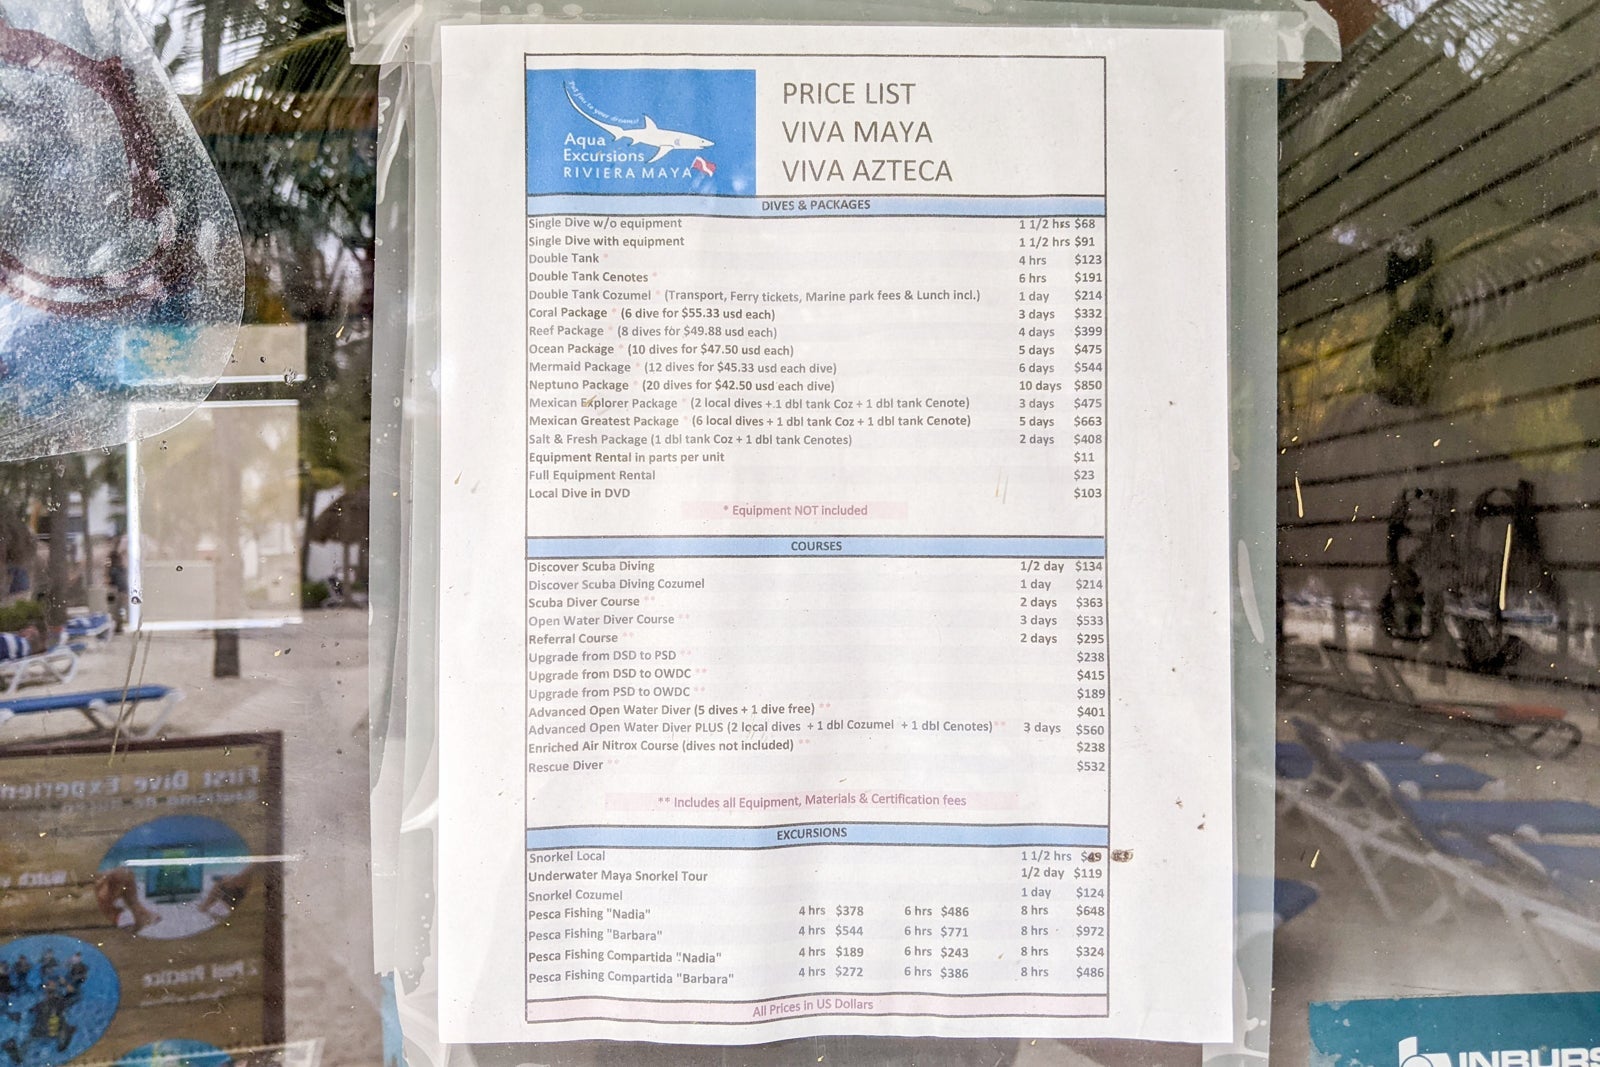 put fins to your dreams!
Aqua
Excursions
RIVIERA MAYA
PRICE LIST
VIVA MAYA
VIVA AZTECA
DIVES & PACKAGES
Single Dive w/o equipment 1 1/2 hrs $68
Single Dive with equipment 1 1/2 hrs $91
Double Tank * 4 hrs $123
Double Tank Cenotes * 6 hrs $191
Double Tank Cozumel * (Transport, Ferry tickets, Marine park fees & Lunch incl.) 1 day $214
Coral Package * (6 dive for $55.33 usd each) 3 days $332
Reef Package * (8 dives for $49.88 usd each) 4 days $399
Ocean Package * (10 dives for $47.50 usd each) 5 days $475
Mermaid Package * (12 dives for $45.33 usd each dive) 6 days $544
Neptuno Package * (20 dives for $42.50 usd each dive) 10 days $850
Mexican Explorer Package * (2 local dives + 1 dbl tank Coz + 1 dbl tank Cenote) 3 days $475
Mexican Greatest Package * (6 local dives + 1 dbl tank Coz + 1 dbl tank Cenote) 5 days $663
Salt & Fresh Package (1 dbl tank Coz + 1 dbl tank Cenotes) 2 days $408
Equipment Rental in parts per unit $11
Full Equipment Rental $23
Local Dive in DVD $103
* Equipment NOT included
COURSES
Discover Scuba Diving 1/2 day $134
Discover Scuba Diving Cozumel 1 day $214
Scuba Diver Course ** 2 days $363
Open Water Diver Course ** 3 days $533
Referral Course ** 2 days $295
Upgrade from DSD to PSD ** $238
Upgrade from DSD to OWDC ** $415
Upgrade from PSD to OWDC ** $189
Advanced Open Water Diver (5 dives + 1 dive free) ** $401
Advanced Open Water Diver PLUS (2 local dives + 1 dbl Cozumel + 1 dbl Cenotes) ** 3 days $560
Enriched Air Nitrox Course (dives not included) ** $238
Rescue Diver ** $532
** Includes all Equipment, Materials & Certification fees
EXCURSIONS
Snorkel Local 1 1/2 hrs $49
Underwater Maya Snorkel Tour 1/2 day $119
Snorkel Cozumel 1 day $124
Pesca Fishing "Nadia" 4 hrs $378 6 hrs $486 8 hrs $648
Pesca Fishing "Barbara" 4 hrs $544 6 hrs $771 8 hrs $972
Pesca Fishing Compartida "Nadia" 4 hrs $189 6 hrs $243 8 hrs $324
Pesca Fishing Compartida "Barbara" 4 hrs $272 6 hrs $386 8 hrs $486
All Prices in US Dollars
First Dive Experien
2 Pool Practice
INBURS